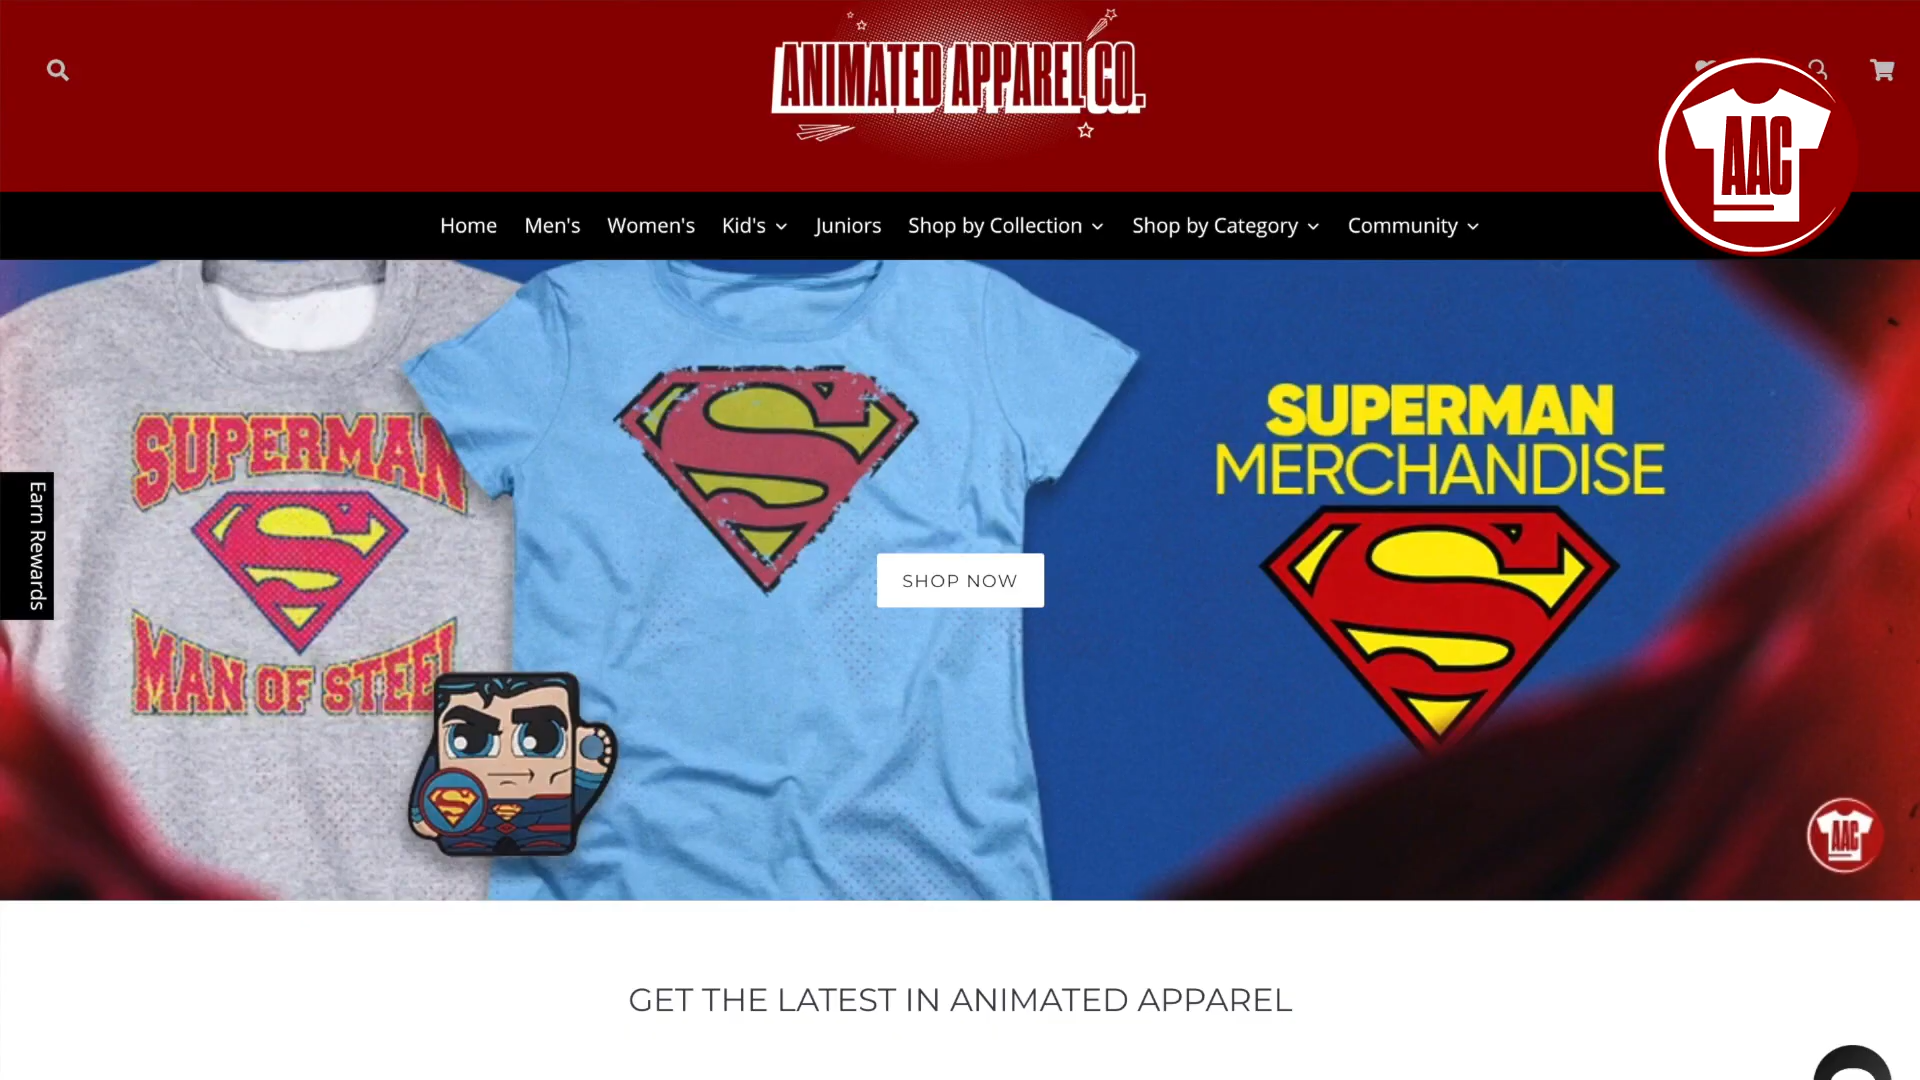 ANIMATED APPAREL CO.
AAC
Home Men's Women's Kid's Juniors Shop by Collection Shop by Category Community
SUPERMAN
MAN OF STEEL
SUPERMAN
MERCHANDISE
Earn Rewards
SHOP NOW
AAC
GET THE LATEST IN ANIMATED APPAREL